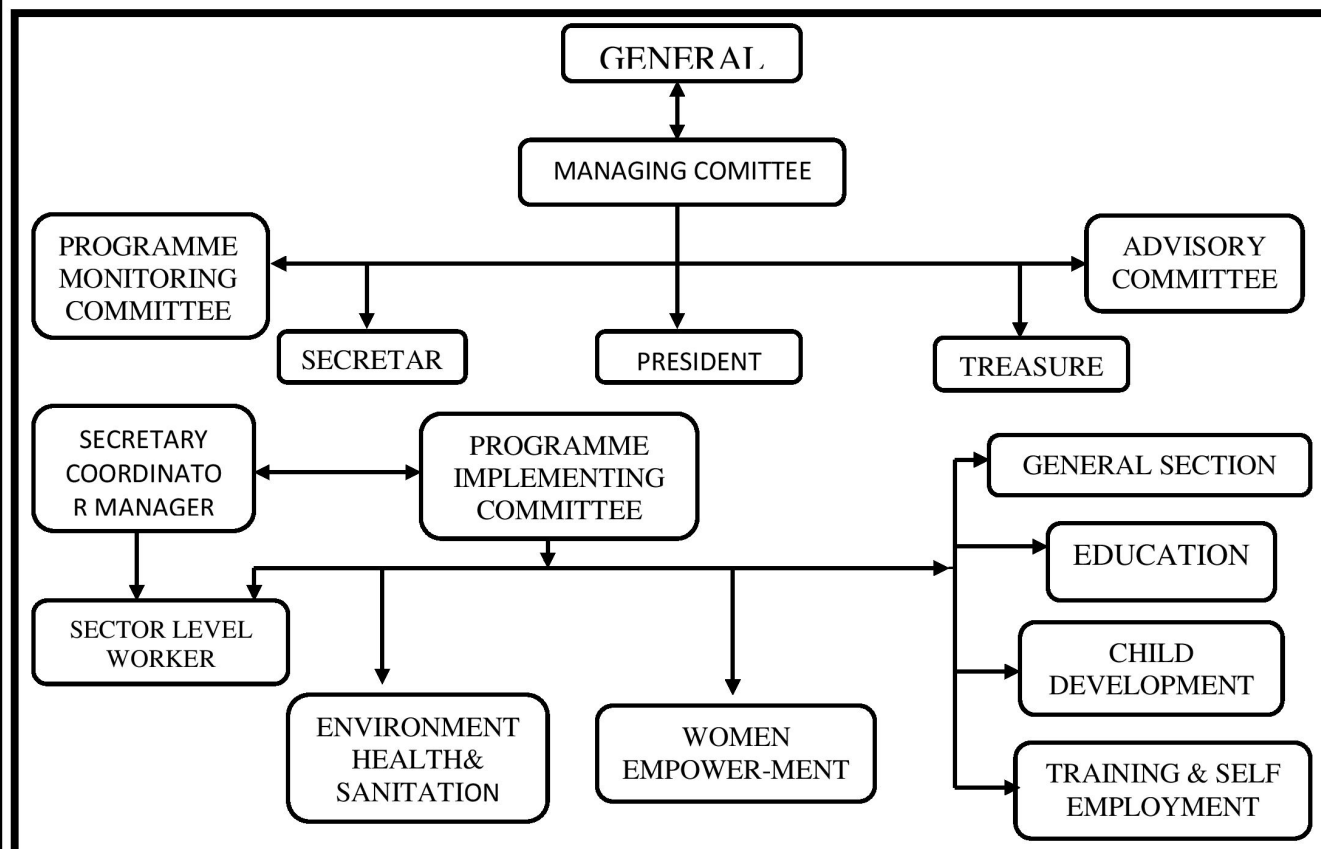 GENERAL
MANAGING COMITTEE
PROGRAMME
MONITORING
COMMITTEE
ADVISORY
COMMITTEE
SECRETAR
PRESIDENT
TREASURE
SECRETARY
COORDINATO
R MANAGER
PROGRAMME
IMPLEMENTING
COMMITTEE
GENERAL SECTION
EDUCATION
SECTOR LEVEL
WORKER
CHILD
DEVELOPMENT
ENVIRONMENT
HEALTH&
SANITATION
WOMEN
EMPOWER-MENT
TRAINING & SELF
EMPLOYMENT